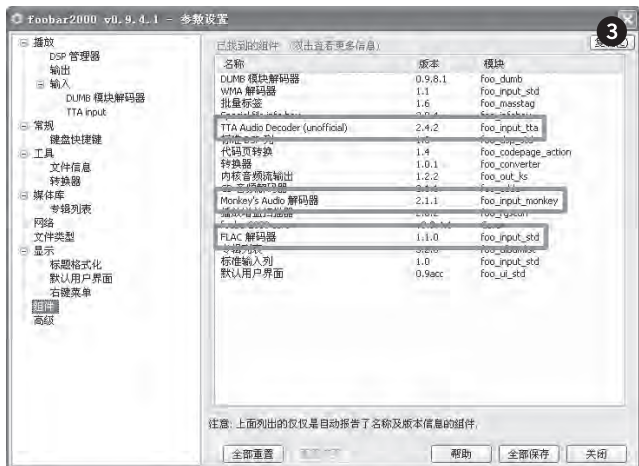 foobar2000 v0.9.4.1 - 参数设置
3
播放
DSP 管理器
输出
输入
DUMB 模块解码器
TTA input
常规
键盘快捷键
工具
文件信息
转换器
媒体库
专辑列表
网络
文件类型
显示
标题格式化
默认用户界面
右键菜单
组件
高级
已找到的组件 (双击查看更多信息)
名称 版本 模块
DUMB 模块解码器 0.9.8.1 foo_dumb
WMA 解码器 1.1 foo_input_std
批量标签 1.6 foo_masstag
TTA Audio Decoder (unofficial) 2.4.2 foo_input_tta
代码页转换 1.4 foo_codepage_action
转换器 1.0.1 foo_converter
内核音频流输出 1.2.2 foo_out_ks
Monkey's Audio 解码器 2.1.1 foo_input_monkey
FLAC 解码器 1.1.0 foo_input_std
标准输入列 1.0 foo_input_std
默认用户界面 0.9acc foo_ui_std
注意: 上面列出的仅仅是自动报告了名称及版本信息的组件.
全部重置 帮助 全部保存 关闭